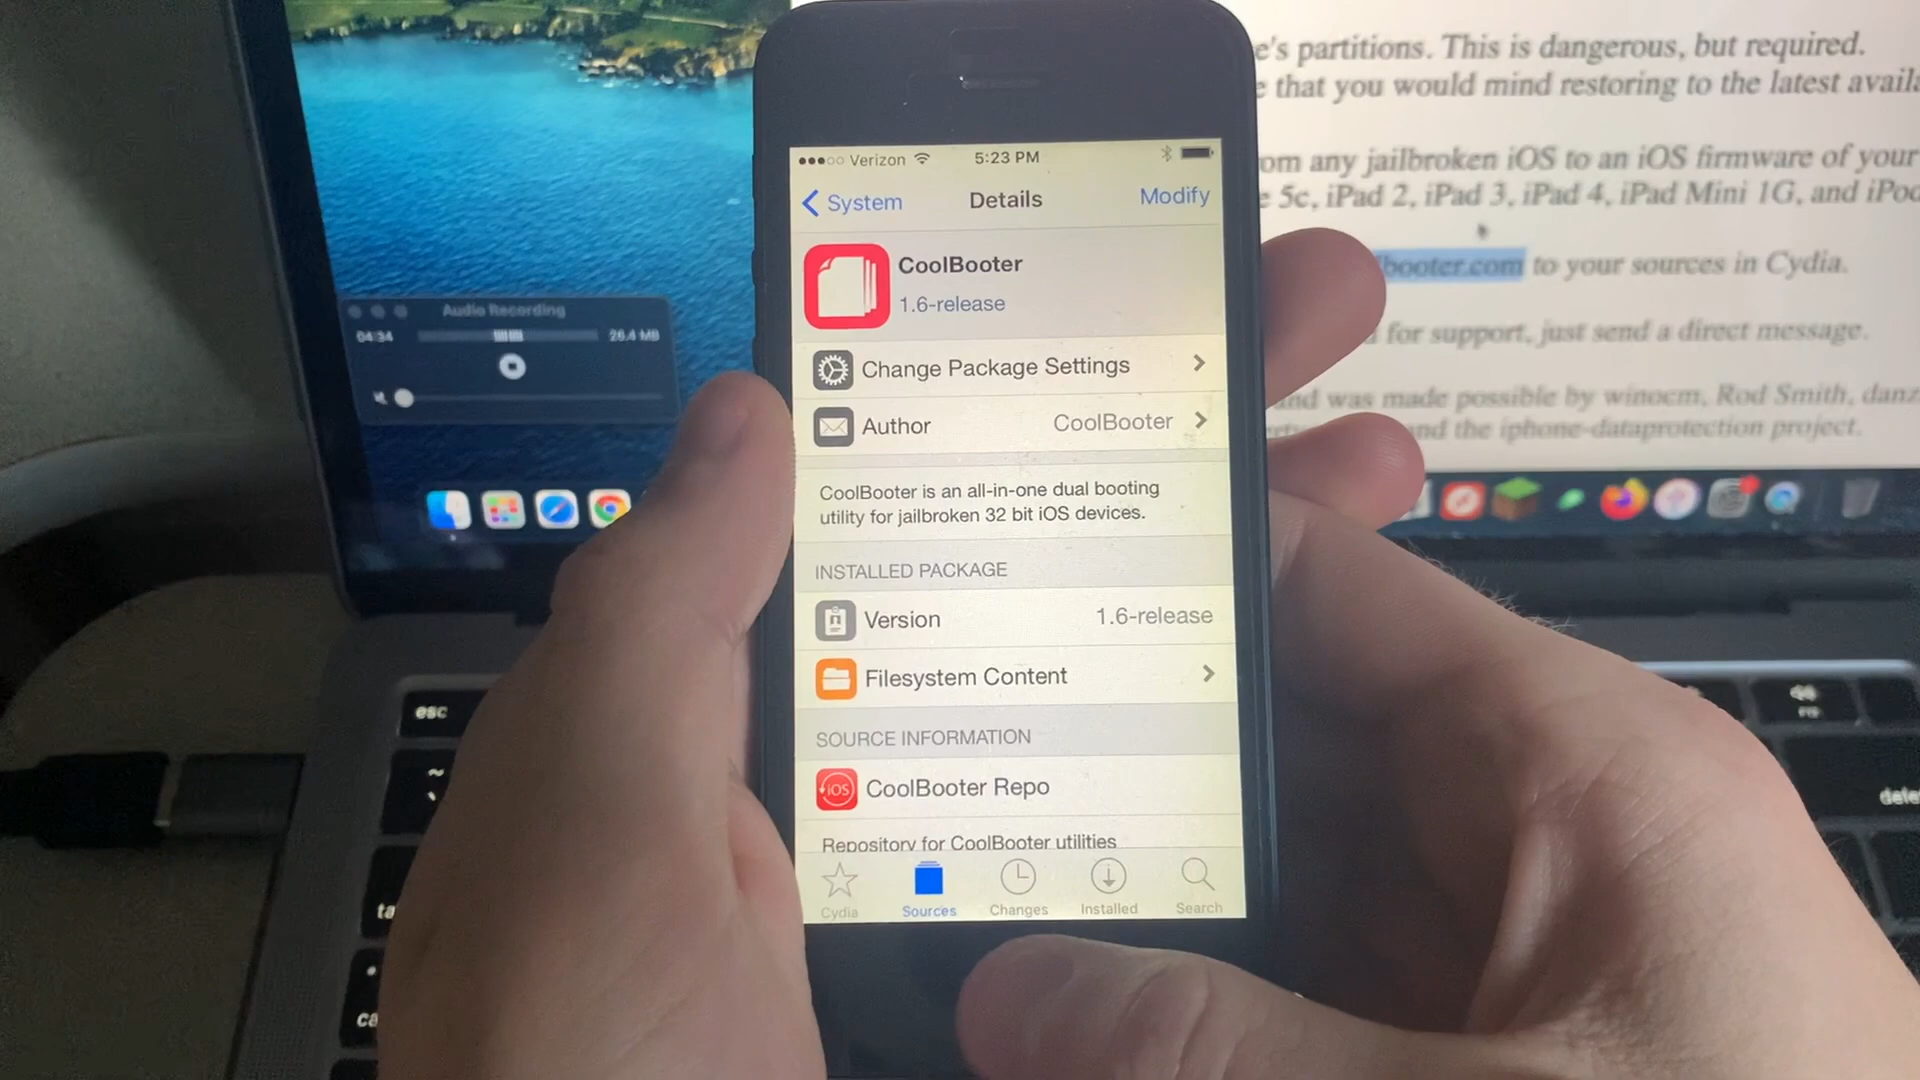 e's partitions. This is dangerous, but required.
that you would mind restoring to the latest
om any jailbroken iOS to an iOS firmware of your
5c, iPad 2, iPad 3, iPad 4, iPad Mini 1G, and
booter.com to your sources in Cydia.
for support, just send a direct message.
and was made possible by winocm, Rod Smith,
and the iphone-dataprotection project.
Audio Recording
04:34
26.4 MB
Verizon
5:23 PM
System
Details
Modify
CoolBooter
1.6-release
Change Package Settings
Author
CoolBooter
CoolBooter is an all-in-one dual booting
utility for jailbroken 32 bit iOS devices.
INSTALLED PACKAGE
Version
1.6-release
Filesystem Content
SOURCE INFORMATION
iOS
CoolBooter Repo
Repository for CoolBooter utilities
Cydia
Sources
Changes
Installed
Search
esc
~